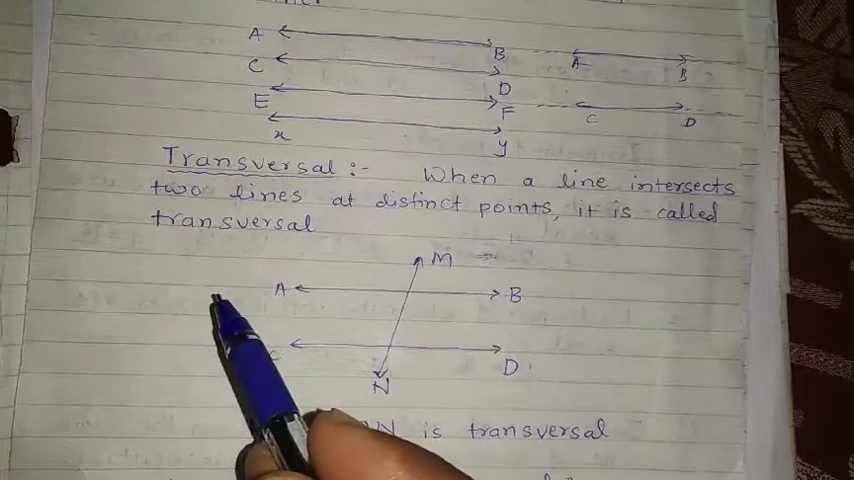 A B
A B
C D
C D
E F
x y
Transversal :- When a line intersects
two lines at distinct points, it is called
transversal
M
A B
C D
N
is transversal